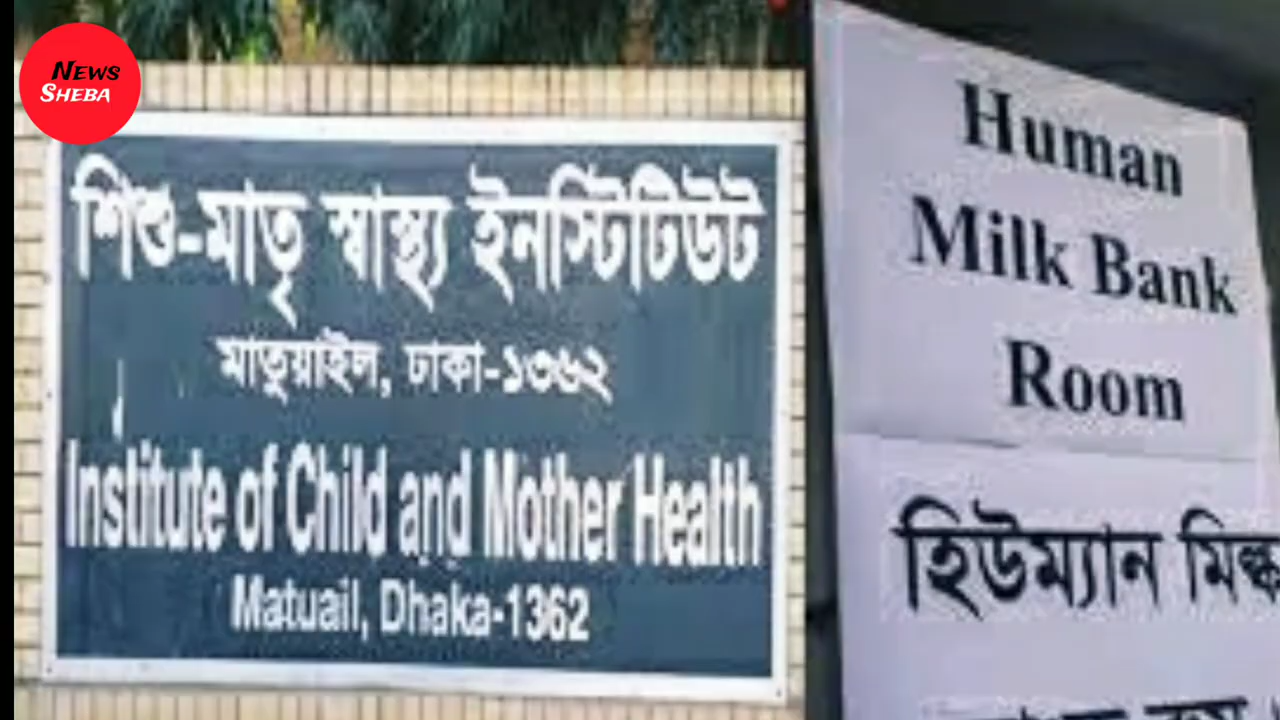 News
Sheba
শিশু-মাতৃ স্বাস্থ্য ইনস্টিটিউট
মাতুয়াইল, ঢাকা-১৩৬২
Institute of Child and Mother Health
Matuail, Dhaka-1362
Human
Milk Bank
Room
হিউম্যান মিল্ক